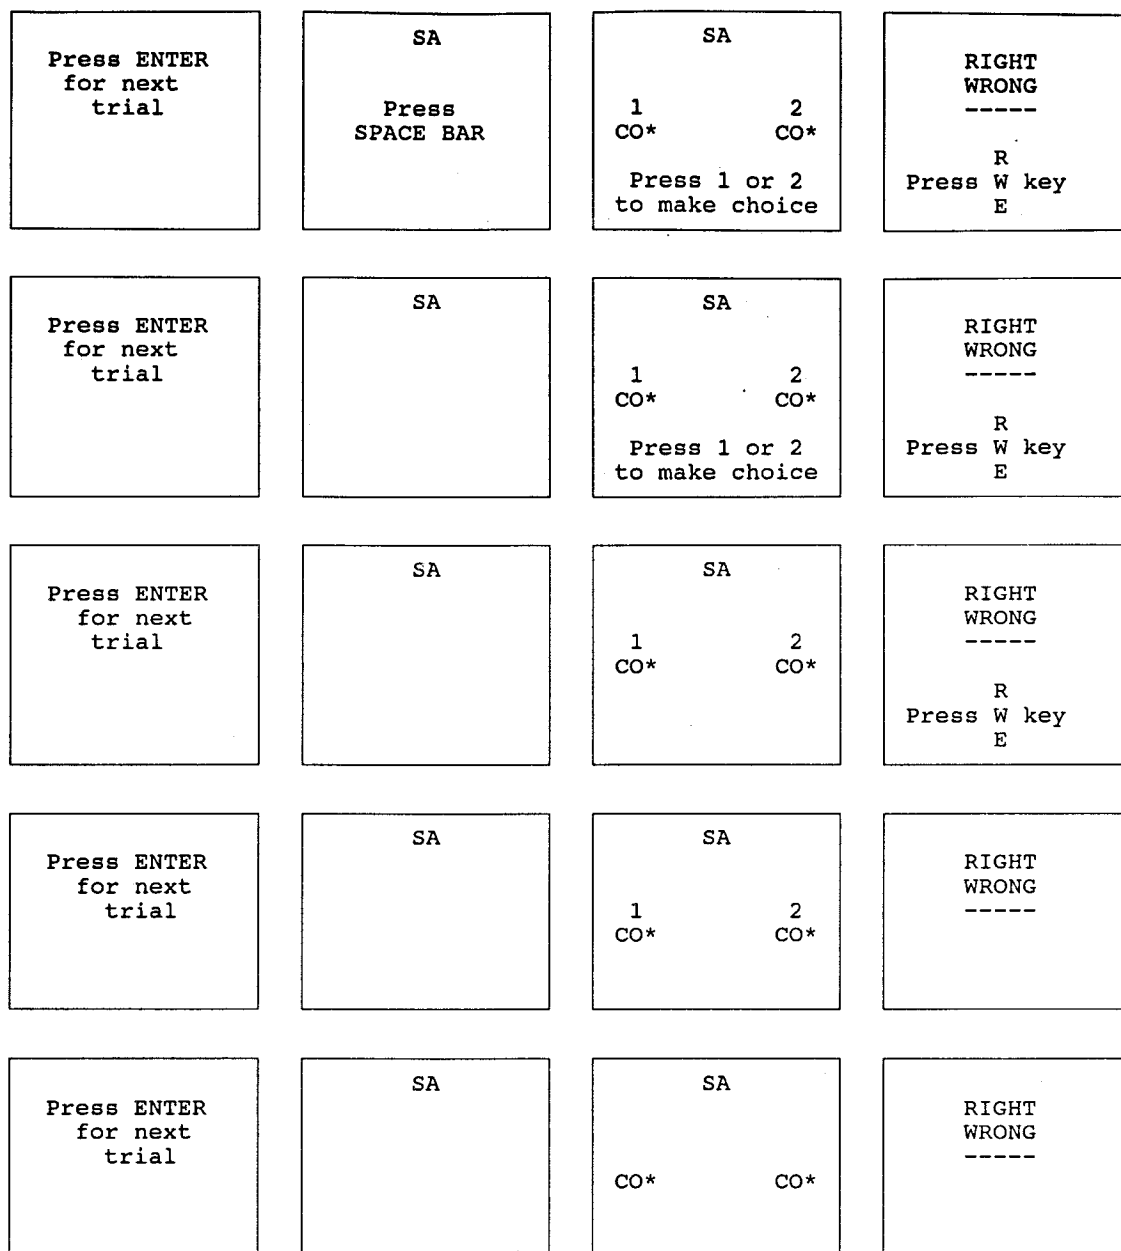 Press ENTER
for next
trial
SA
Press
SPACE BAR
SA
1 2
CO* CO*
Press 1 or 2
to make choice
RIGHT
WRONG
-----
R
Press W key
E
Press ENTER
for next
trial
SA
SA
1 2
CO* CO*
Press 1 or 2
to make choice
RIGHT
WRONG
-----
R
Press W key
E
Press ENTER
for next
trial
SA
SA
1 2
CO* CO*
RIGHT
WRONG
-----
R
Press W key
E
Press ENTER
for next
trial
SA
SA
1 2
CO* CO*
RIGHT
WRONG
-----
Press ENTER
for next
trial
SA
SA
CO* CO*
RIGHT
WRONG
-----